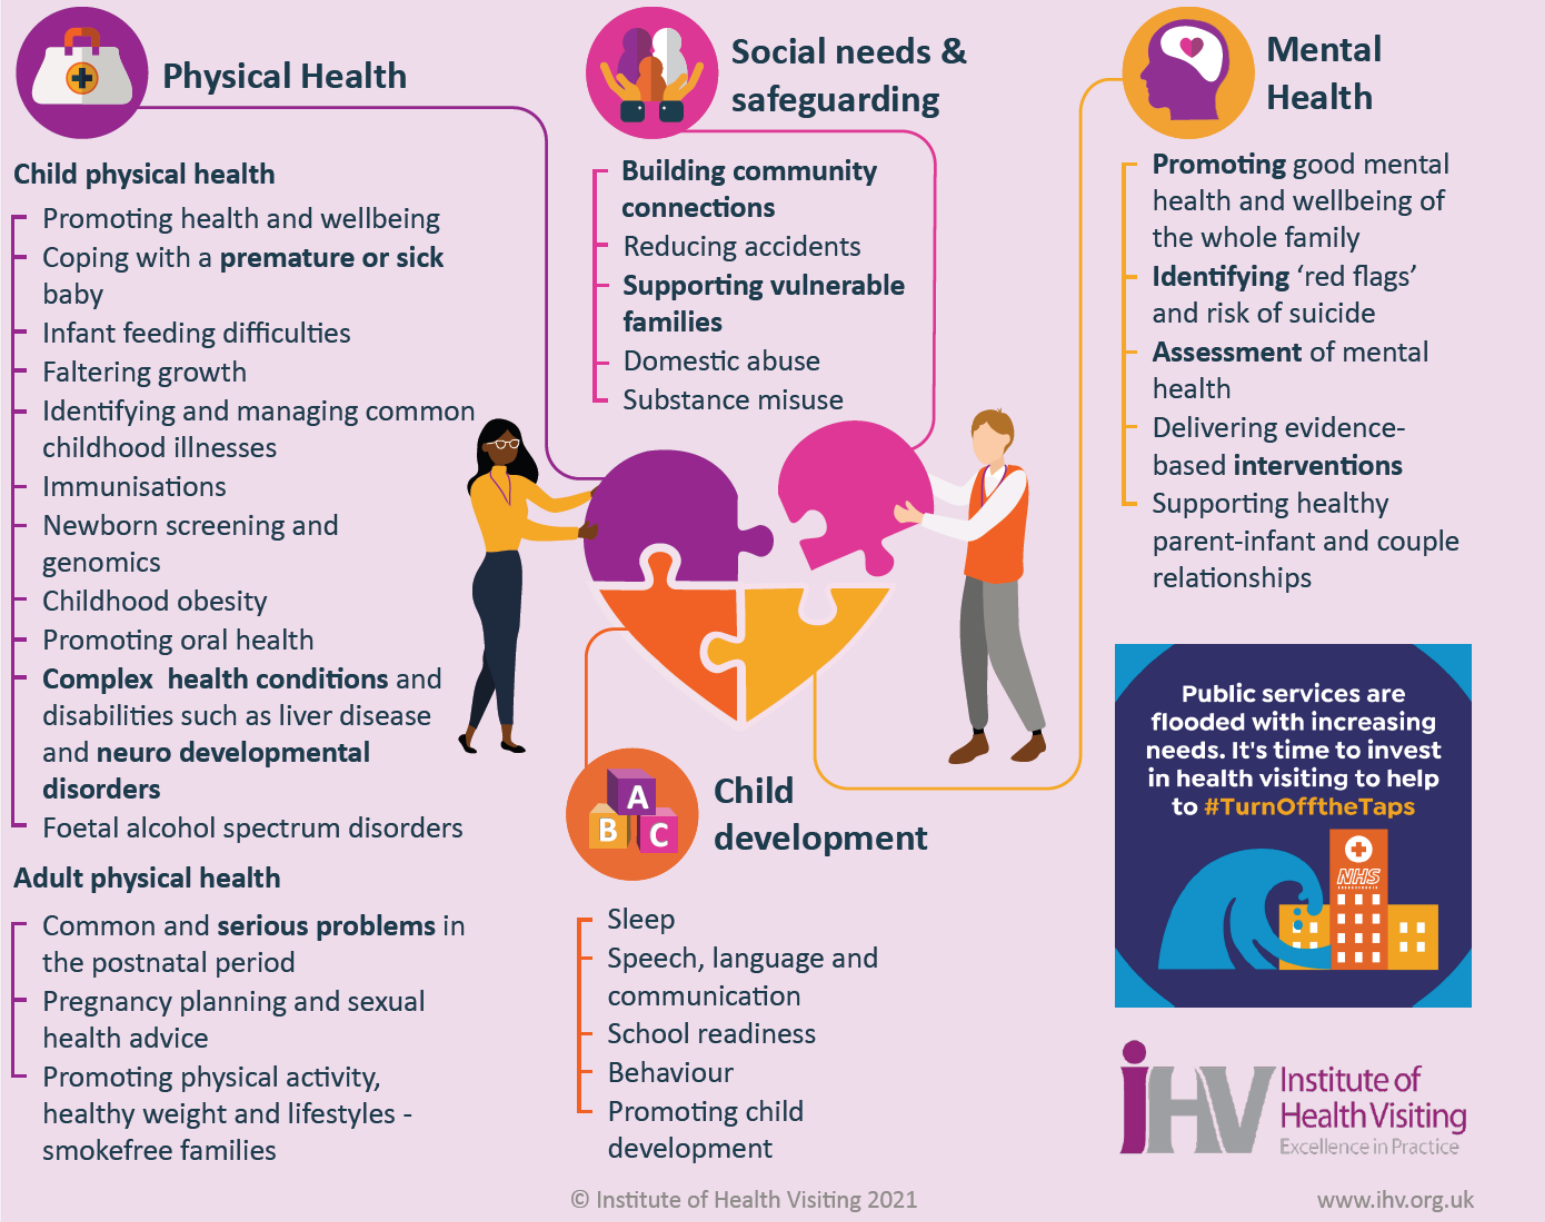 Physical Health
Child physical health
Promoting health and wellbeing
Coping with a premature or sick
baby
Infant feeding difficulties
Faltering growth
Identifying and managing common
childhood illnesses
Immunisations
Newborn screening and
genomics
Childhood obesity
Promoting oral health
Complex health conditions and
disabilities such as liver disease
and neuro developmental
disorders
Foetal alcohol spectrum disorders
Adult physical health
Common and serious problems in
the postnatal period
Pregnancy planning and sexual
health advice
Promoting physical activity,
healthy weight and lifestyles -
smokefree families
Social needs &
safeguarding
Building community
connections
Reducing accidents
Supporting vulnerable
families
Domestic abuse
Substance misuse
A
B
C
Child
development
Sleep
Speech, language and
communication
School readiness
Behaviour
Promoting child
development
Mental
Health
Promoting good mental
health and wellbeing of
the whole family
Identifying ‘red flags’
and risk of suicide
Assessment of mental
health
Delivering evidence-
based interventions
Supporting healthy
parent-infant and couple
relationships
Public services are
flooded with increasing
needs. It's time to invest
in health visiting to help
to #TurnOfftheTaps
NHS
iHV
Institute of
Health Visiting
Excellence in Practice
© Institute of Health Visiting 2021
www.ihv.org.uk